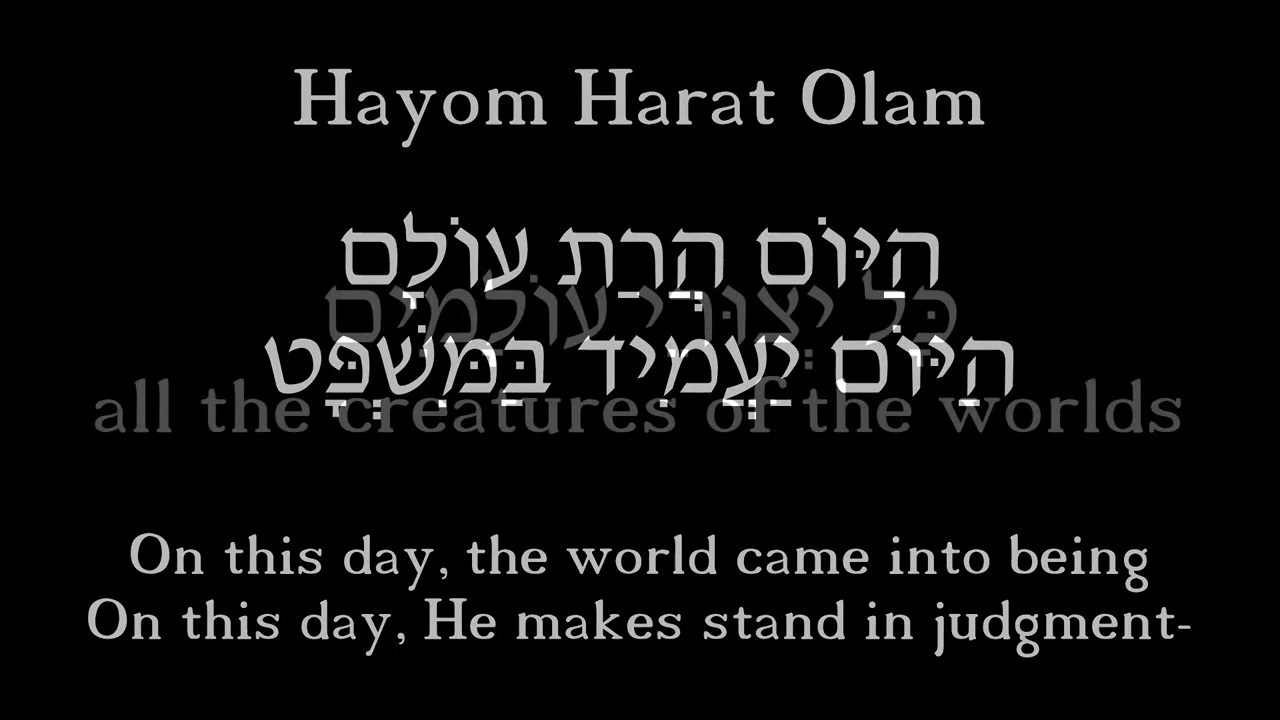 Hayom Harat Olam
הַיּוֹם הֲרַת עוֹלָם
כָּל יְצוּרֵי עוֹלָמִים
הַיּוֹם יַעֲמִיד בַּמִּשְׁפָּט
all the creatures of the worlds
On this day, the world came into being
On this day, He makes stand in judgment-